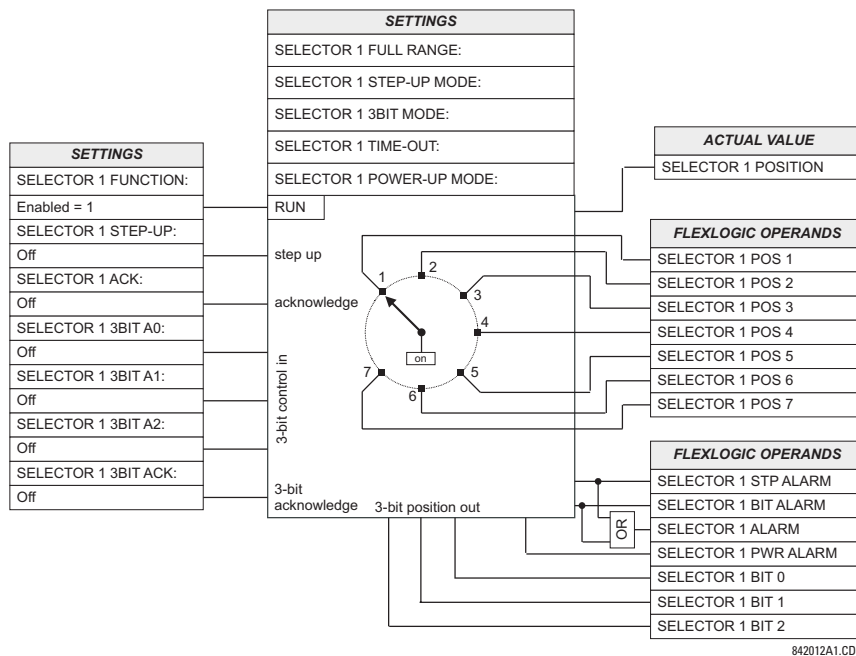 SETTINGS
SELECTOR 1 FULL RANGE:
SELECTOR 1 STEP-UP MODE:
SELECTOR 1 3BIT MODE:
SELECTOR 1 TIME-OUT:
SELECTOR 1 POWER-UP MODE:
SETTINGS
SELECTOR 1 FUNCTION:
Enabled = 1
SELECTOR 1 STEP-UP:
Off
SELECTOR 1 ACK:
Off
SELECTOR 1 3BIT A0:
Off
SELECTOR 1 3BIT A1:
Off
SELECTOR 1 3BIT A2:
Off
SELECTOR 1 3BIT ACK:
Off
RUN
step up
acknowledge
3-bit control in
3-bit
acknowledge
3-bit position out
1
2
3
4
5
6
7
on
ACTUAL VALUE
SELECTOR 1 POSITION
FLEXLOGIC OPERANDS
SELECTOR 1 POS 1
SELECTOR 1 POS 2
SELECTOR 1 POS 3
SELECTOR 1 POS 4
SELECTOR 1 POS 5
SELECTOR 1 POS 6
SELECTOR 1 POS 7
FLEXLOGIC OPERANDS
SELECTOR 1 STP ALARM
SELECTOR 1 BIT ALARM
OR
SELECTOR 1 ALARM
SELECTOR 1 PWR ALARM
SELECTOR 1 BIT 0
SELECTOR 1 BIT 1
SELECTOR 1 BIT 2
842012A1.CD